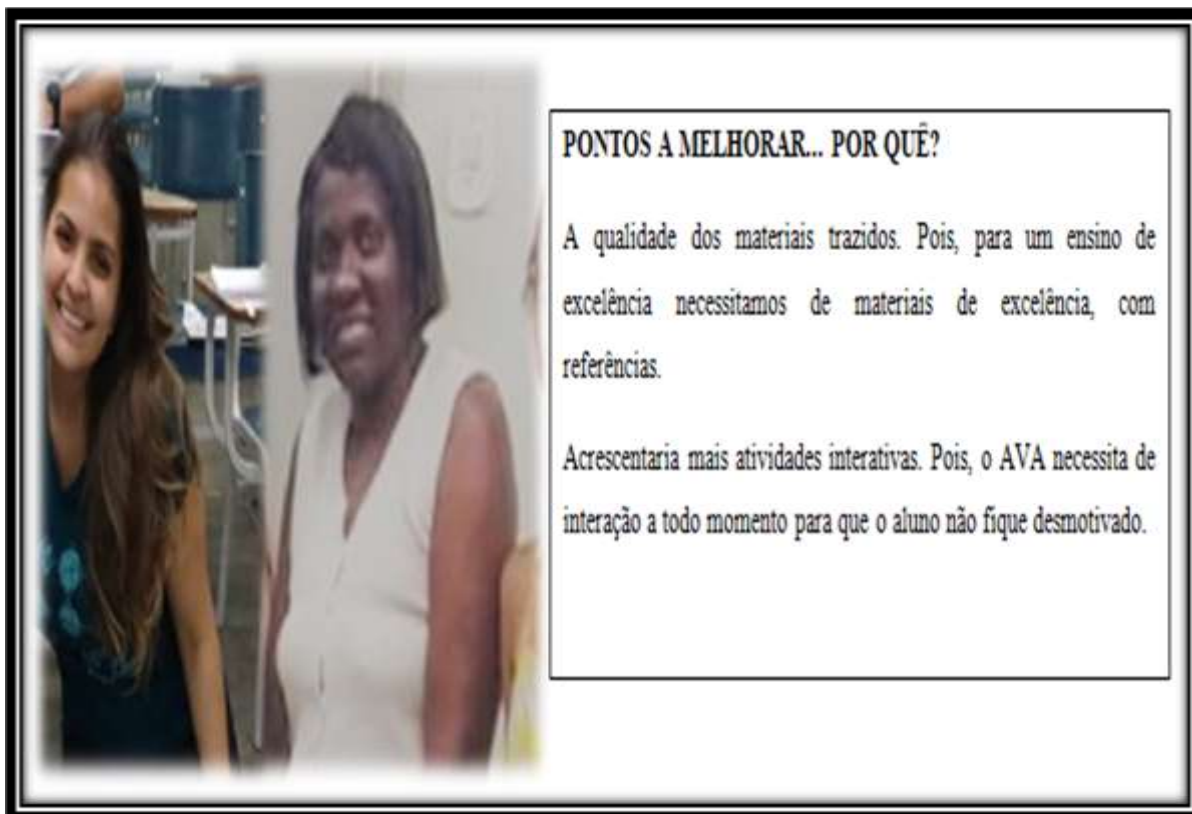 PONTOS A MELHORAR... POR QUÊ?
A qualidade dos materiais trazidos. Pois, para um ensino de
excelência necessitamos de materiais de excelência, com
referências.
Acrescentaria mais atividades interativas. Pois, o AVA necessita de
interação a todo momento para que o aluno não fique desmotivado.